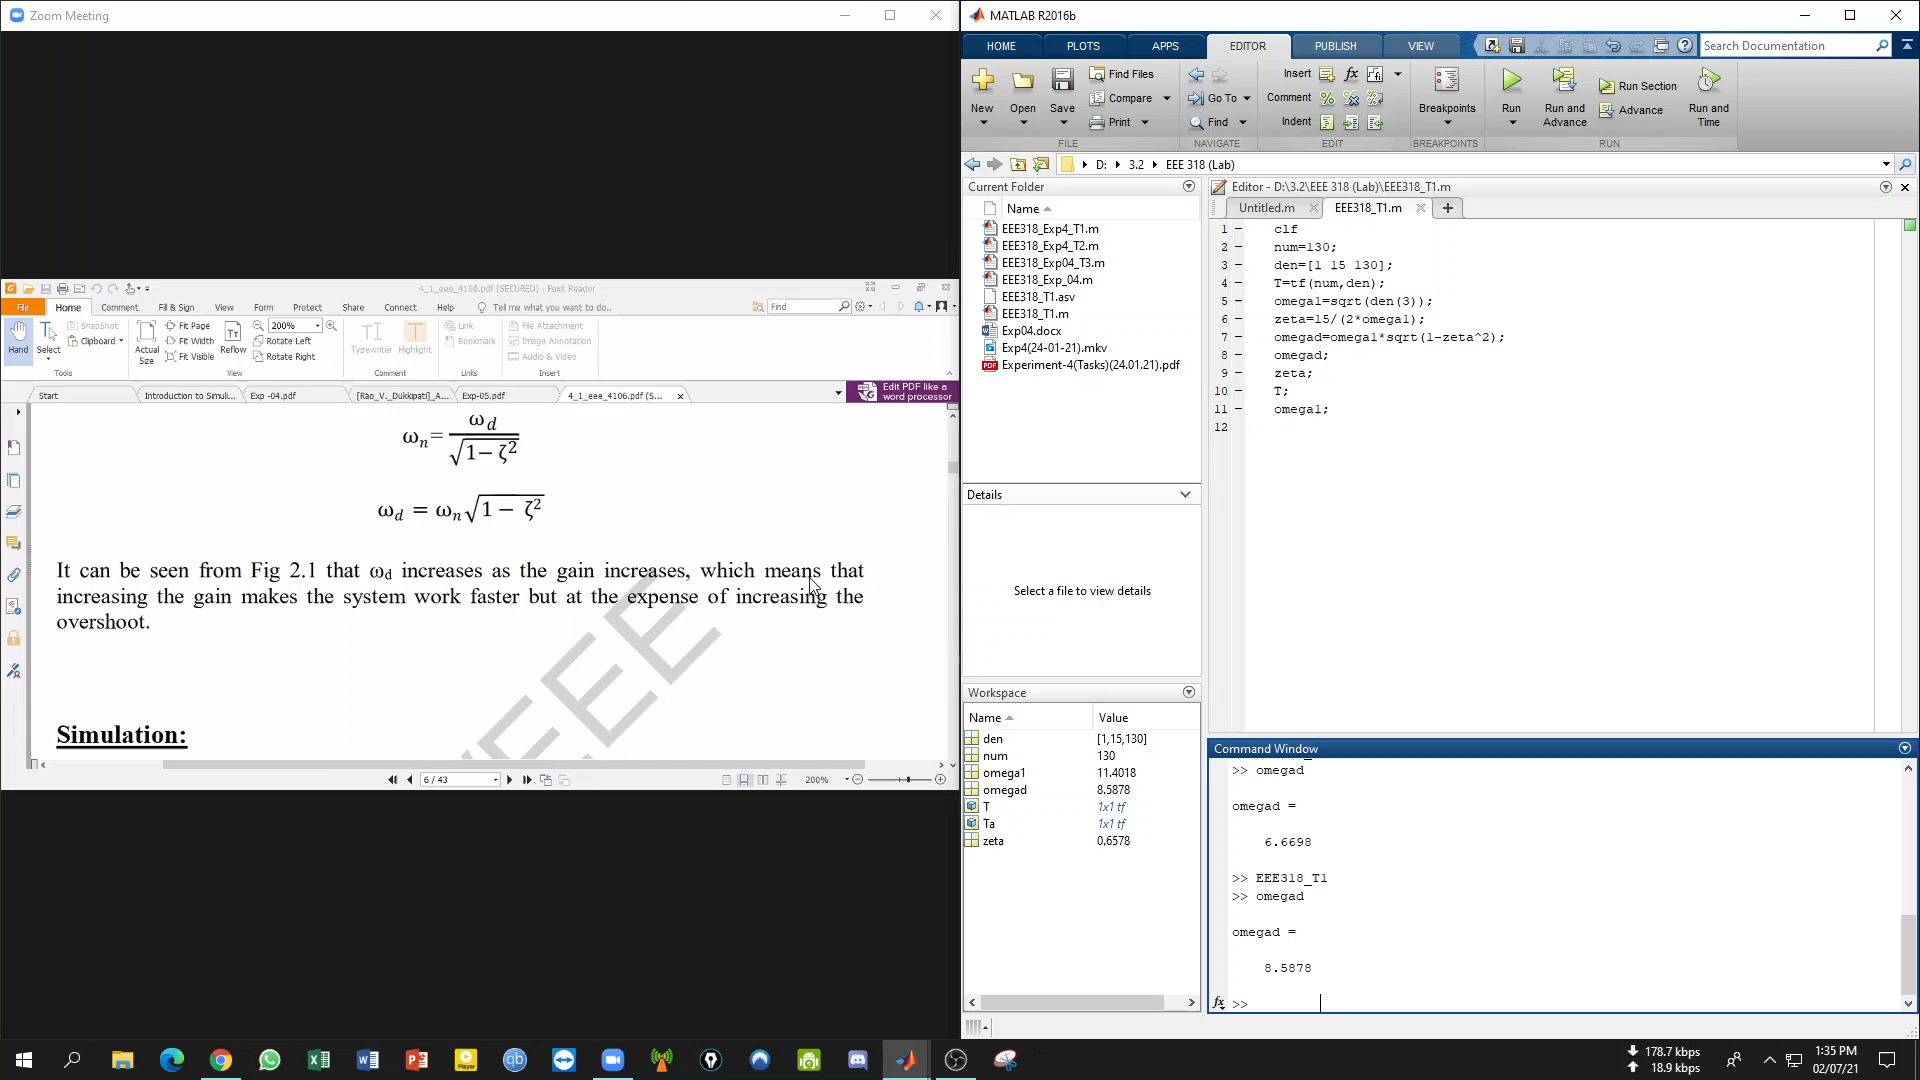 Zoom Meeting
4_1_eee_4106.pdf (SECURED) - Foxit Reader
File Home Comment Fill & Sign View Form Protect Share Connect Help Tell me what you want to do.. Find
Hand
Select
SnapShot
Clipboard
Actual Size
Fit Page
Fit Width
Fit Visible
Reflow
200%
Rotate Left
Rotate Right
Typewriter
Highlight
Link
Bookmark
File Attachment
Image Annotation
Audio & Video
Tools View Comment Links Insert
Start Introduction to Simuli... Exp -04.pdf [Rao_V._Dukkipati]_A... Exp-05.pdf 4_1_eee_4106.pdf (S...
Edit PDF like a word processor
ωn= ωd / √1− ζ2
ωd = ωn√1 − ζ2
It can be seen from Fig 2.1 that ωd increases as the gain increases, which means that
increasing the gain makes the system work faster but at the expense of increasing the
overshoot.
EEE
Simulation:
6 / 43
200%
MATLAB R2016b
HOME PLOTS APPS EDITOR PUBLISH VIEW
Search Documentation
New Open Save
Find Files
Compare
Print
Go To
Find
Insert
Comment
Indent
fx
Breakpoints
Run
Run and Advance
Run Section
Advance
Run and Time
FILE NAVIGATE EDIT BREAKPOINTS RUN
D: 3.2 EEE 318 (Lab)
Current Folder
Name
EEE318_Exp4_T1.m
EEE318_Exp4_T2.m
EEE318_Exp04_T3.m
EEE318_Exp_04.m
EEE318_T1.asv
EEE318_T1.m
Exp04.docx
Exp4(24-01-21).mkv
Experiment-4(Tasks)(24.01.21).pdf
Details
Select a file to view details
Workspace
Name Value
den [1,15,130]
num 130
omega1 11.4018
omegad 8.5878
T 1x1 tf
Ta 1x1 tf
zeta 0.6578
Editor - D:\3.2\EEE 318 (Lab)\EEE318_T1.m
Untitled.m EEE318_T1.m +
1 – clf
2 – num=130;
3 – den=[1 15 130];
4 – T=tf(num,den);
5 – omega1=sqrt(den(3));
6 – zeta=15/(2*omega1);
7 – omegad=omega1*sqrt(1-zeta^2);
8 – omegad;
9 – zeta;
10 – T;
11 – omega1;
12
Command Window
>> omegad
omegad =
6.6698
>> EEE318_T1
>> omegad
omegad =
8.5878
fx >>
178.7 kbps
18.9 kbps
1:35 PM
02/07/21